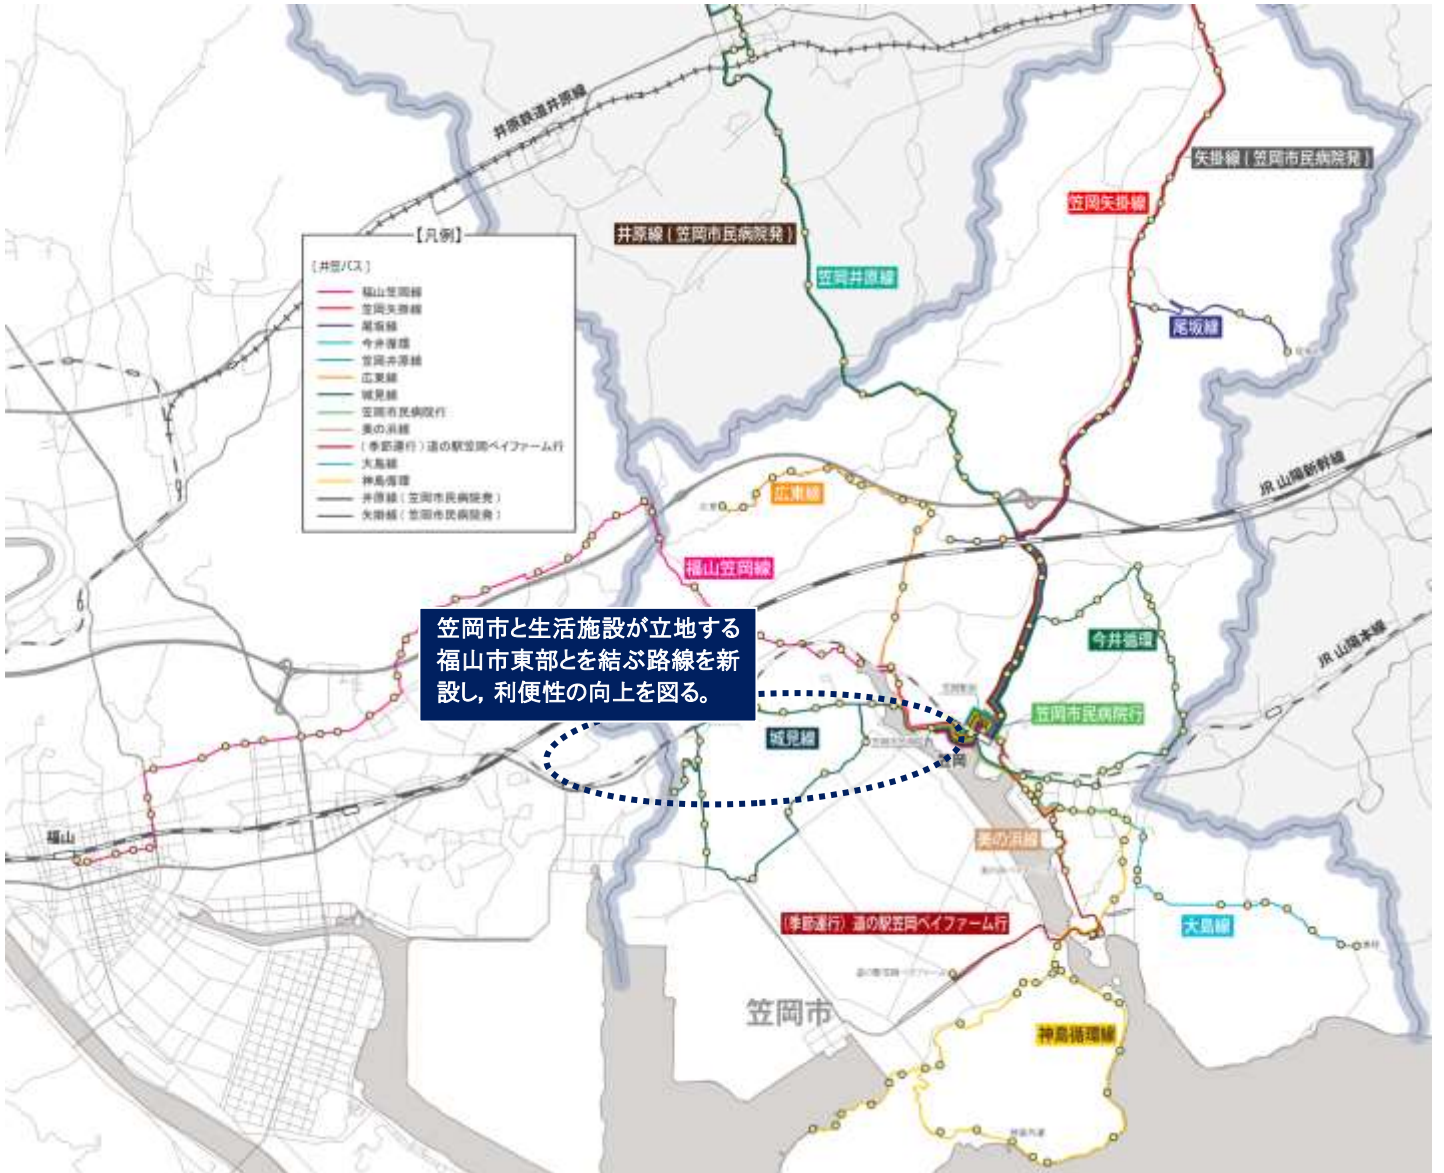 井原鉄道井原線
矢掛線(笠岡市民病院発)
笠岡矢掛線
井原線(笠岡市民病院発)
笠岡井原線
尾坂線
【凡例】
[井笠バス]
福山笠岡線
笠岡矢掛線
尾坂線
今井循環
笠岡井原線
広東線
城見線
笠岡市民病院行
美の浜線
(季節運行)道の駅笠岡ベイファーム行
大島線
神島循環
井原線(笠岡市民病院発)
矢掛線(笠岡市民病院発)
JR 山陽新幹線
広東線
福山笠岡線
笠岡市と生活施設が立地する
福山市東部とを結ぶ路線を新
設し,利便性の向上を図る。
今井循環
JR 山陽本線
笠岡市民病院行
城見線
笠岡
福山
美の浜線
(季節運行)道の駅笠岡ベイファーム行
大島線
笠岡市
神島循環線